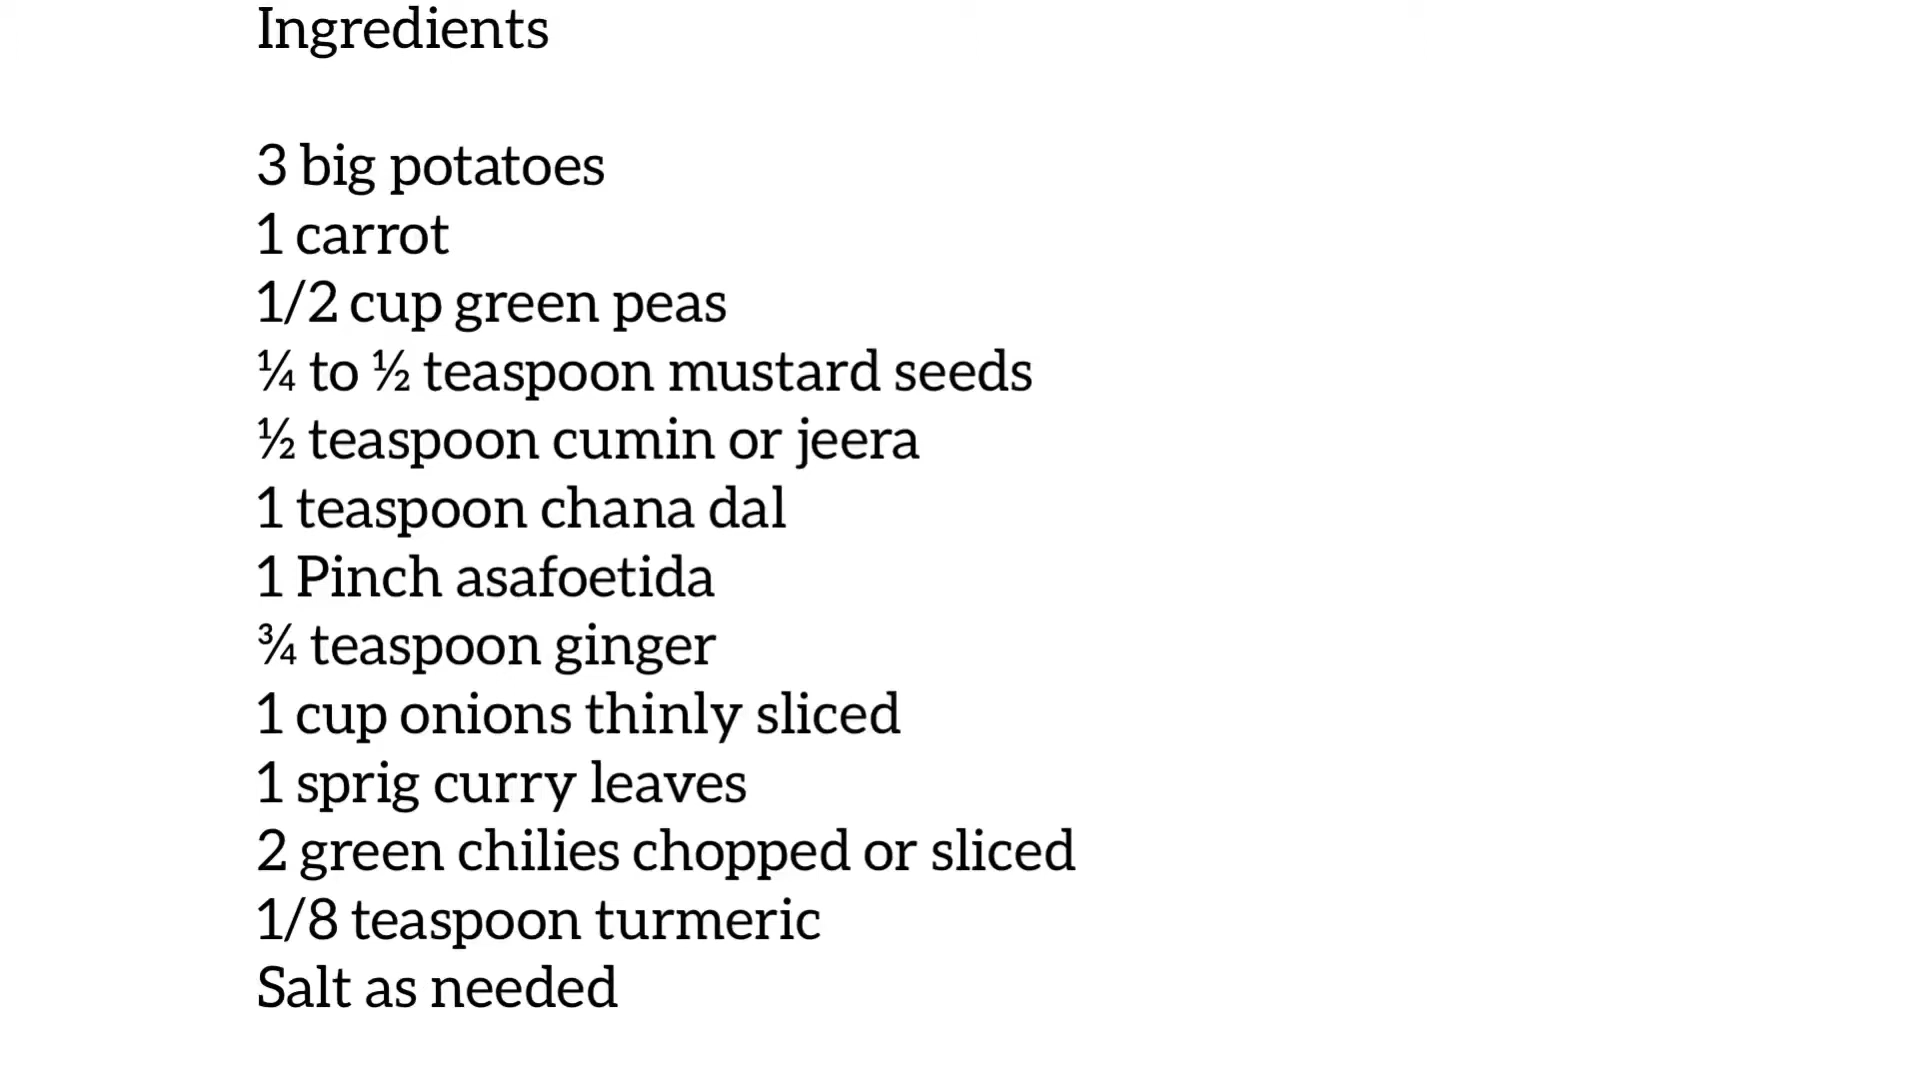 Ingredients
3 big potatoes
1 carrot
1/2 cup green peas
¼ to ½ teaspoon mustard seeds
½ teaspoon cumin or jeera
1 teaspoon chana dal
1 Pinch asafoetida
¾ teaspoon ginger
1 cup onions thinly sliced
1 sprig curry leaves
2 green chilies chopped or sliced
1/8 teaspoon turmeric
Salt as needed